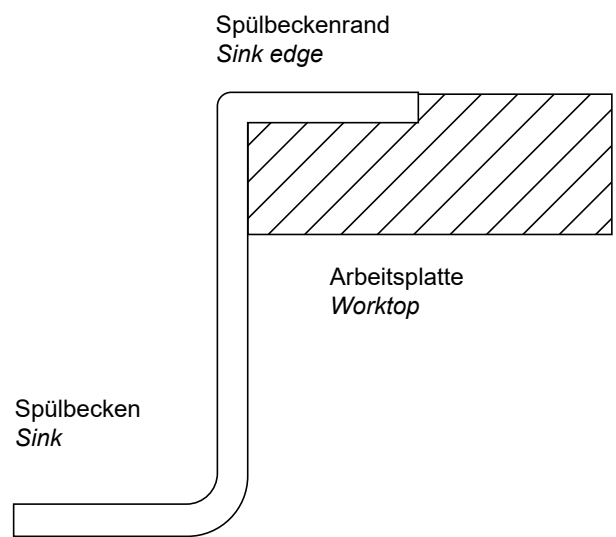 Spülbeckenrand
Sink edge
Arbeitsplatte
Worktop
Spülbecken
Sink